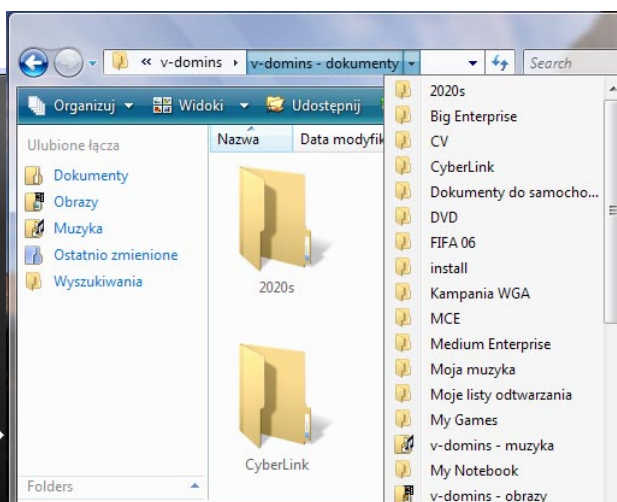 « v-domins › v-domins - dokumenty
Search
Organizuj
Widoki
Udostępnij
Ulubione łącza
Dokumenty
Obrazy
Muzyka
Ostatnio zmienione
Wyszukiwania
Folders
Nazwa
Data modyfik
2020s
CyberLink
2020s
Big Enterprise
CV
CyberLink
Dokumenty do samocho...
DVD
FIFA 06
install
Kampania WGA
MCE
Medium Enterprise
Moja muzyka
Moje listy odtwarzania
My Games
v-domins - muzyka
My Notebook
v-domins - obrazy